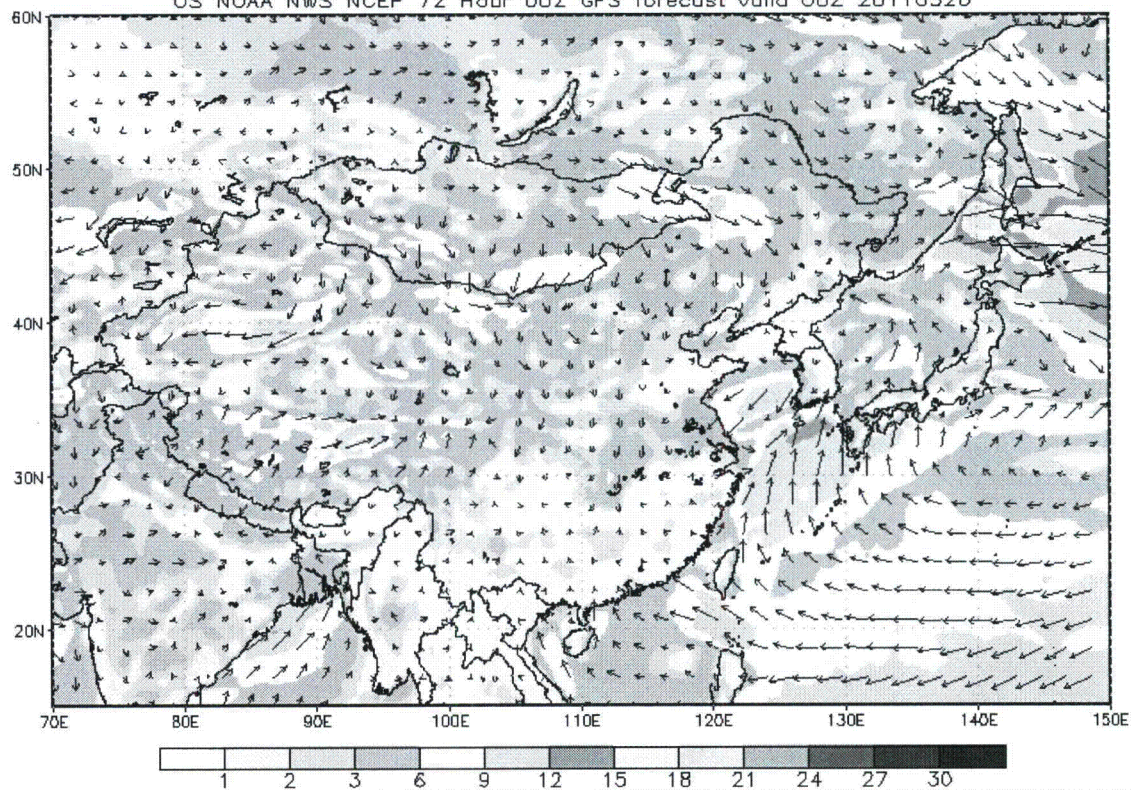 US NOAA NWS NCEP 72 Hour 00Z GFS forecast valid 00Z 20110520
60N
50N
40N
30N
20N
70E 80E 90E 100E 110E 120E 130E 140E 150E
1 2 3 6 9 12 15 18 21 24 27 30